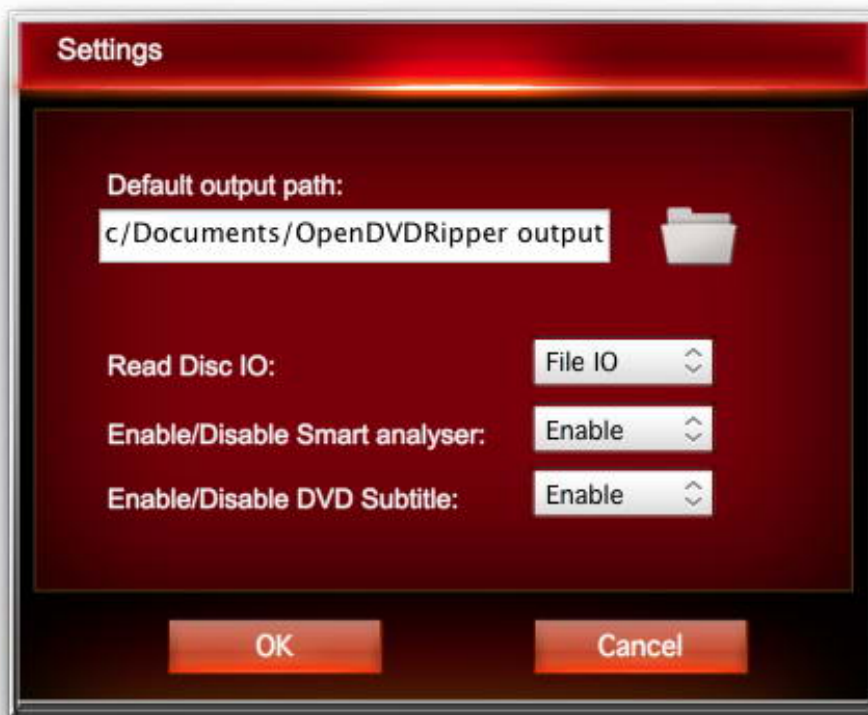 Settings
Default output path:
c/Documents/OpenDVDRipper output
Read Disc IO:
File IO
Enable/Disable Smart analyser:
Enable
Enable/Disable DVD Subtitle:
Enable
OK
Cancel